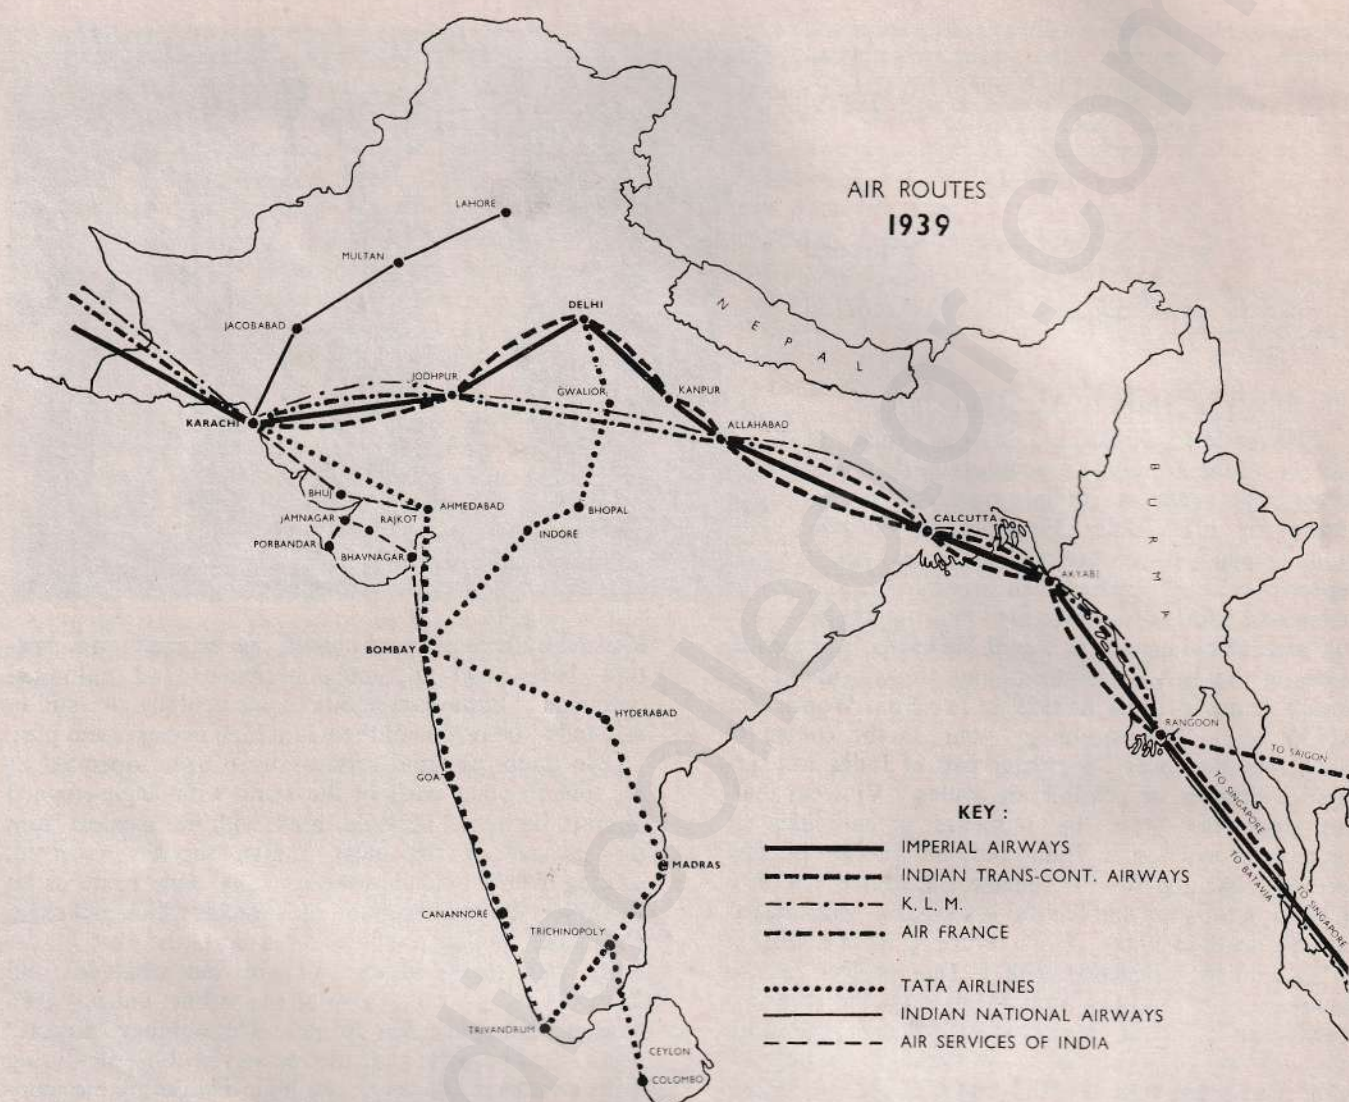 AIR ROUTES
1939
LAHORE
MULTAN
JACOBABAD
DELHI
NEPAL
JODHPUR
GWALIOR
KANPUR
KARACHI
ALLAHABAD
BURMA
BHUJ
AHMEDABAD
BHOPAL
JAMNAGAR
RAJKOT
CALCUTTA
INDORE
PORBANDAR
BHAVNAGAR
AKYAB
BOMBAY
HYDERABAD
RANGOON
TO SAIGON
GOA
TO SINGAPORE
TO BATAVIA
TO SINGAPORE
KEY :
IMPERIAL AIRWAYS
INDIAN TRANS-CONT. AIRWAYS
K. L. M.
AIR FRANCE
TATA AIRLINES
INDIAN NATIONAL AIRWAYS
AIR SERVICES OF INDIA
MADRAS
CANANNORE
TRICHINOPOLY
TRIVANDRUM
CEYLON
COLOMBO